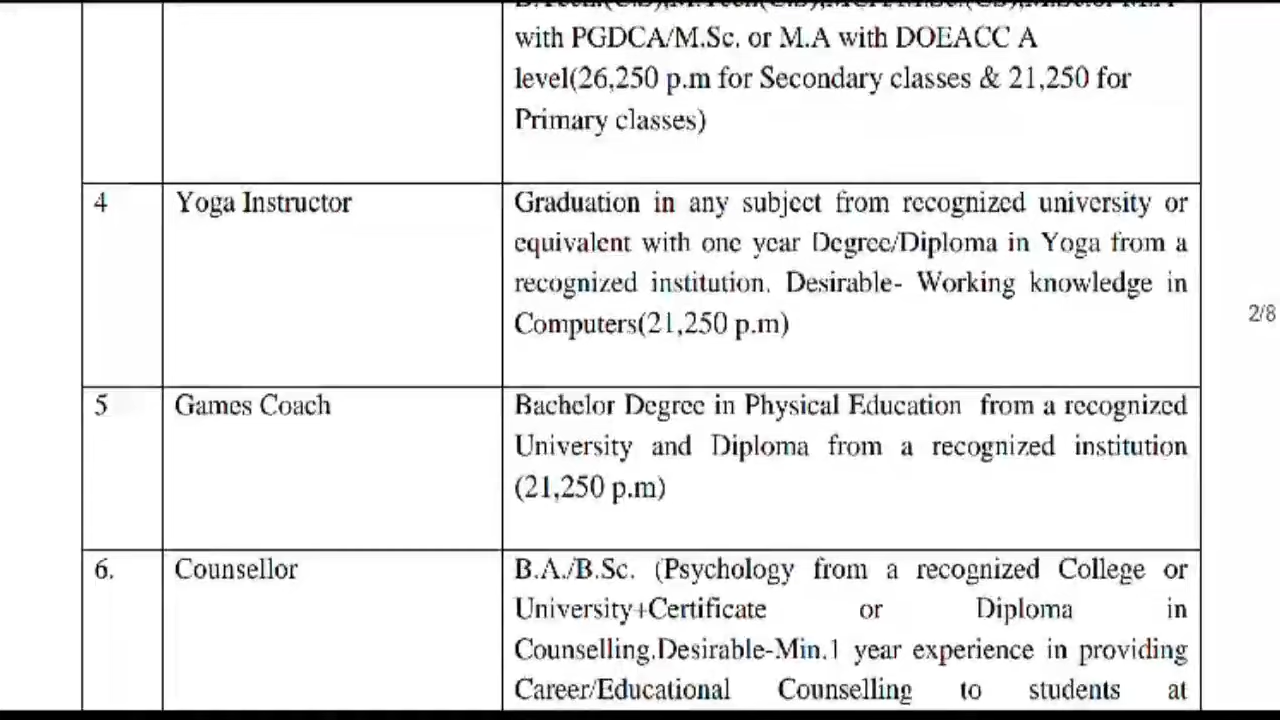 with PGDCA/M.Sc. or M.A with DOEACC A
level(26,250 p.m for Secondary classes & 21,250 for
Primary classes)
4 Yoga Instructor Graduation in any subject from recognized university or
equivalent with one year Degree/Diploma in Yoga from a
recognized institution. Desirable- Working knowledge in
Computers(21,250 p.m)
2/8
5 Games Coach Bachelor Degree in Physical Education from a recognized
University and Diploma from a recognized institution
(21,250 p.m)
6. Counsellor B.A./B.Sc. (Psychology from a recognized College or
University+Certificate or Diploma in
Counselling.Desirable-Min.1 year experience in providing
Career/Educational Counselling to students at